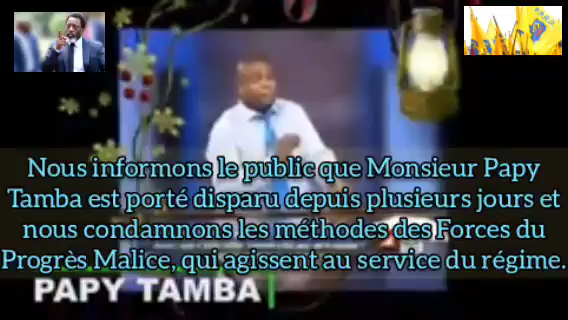 Nous informons le public que Monsieur Papy
Tamba est porté disparu depuis plusieurs jours et
nous condamnons les méthodes des Forces du
Progrès,Malice, qui agissent au service du régime.
PAPY TAMBA